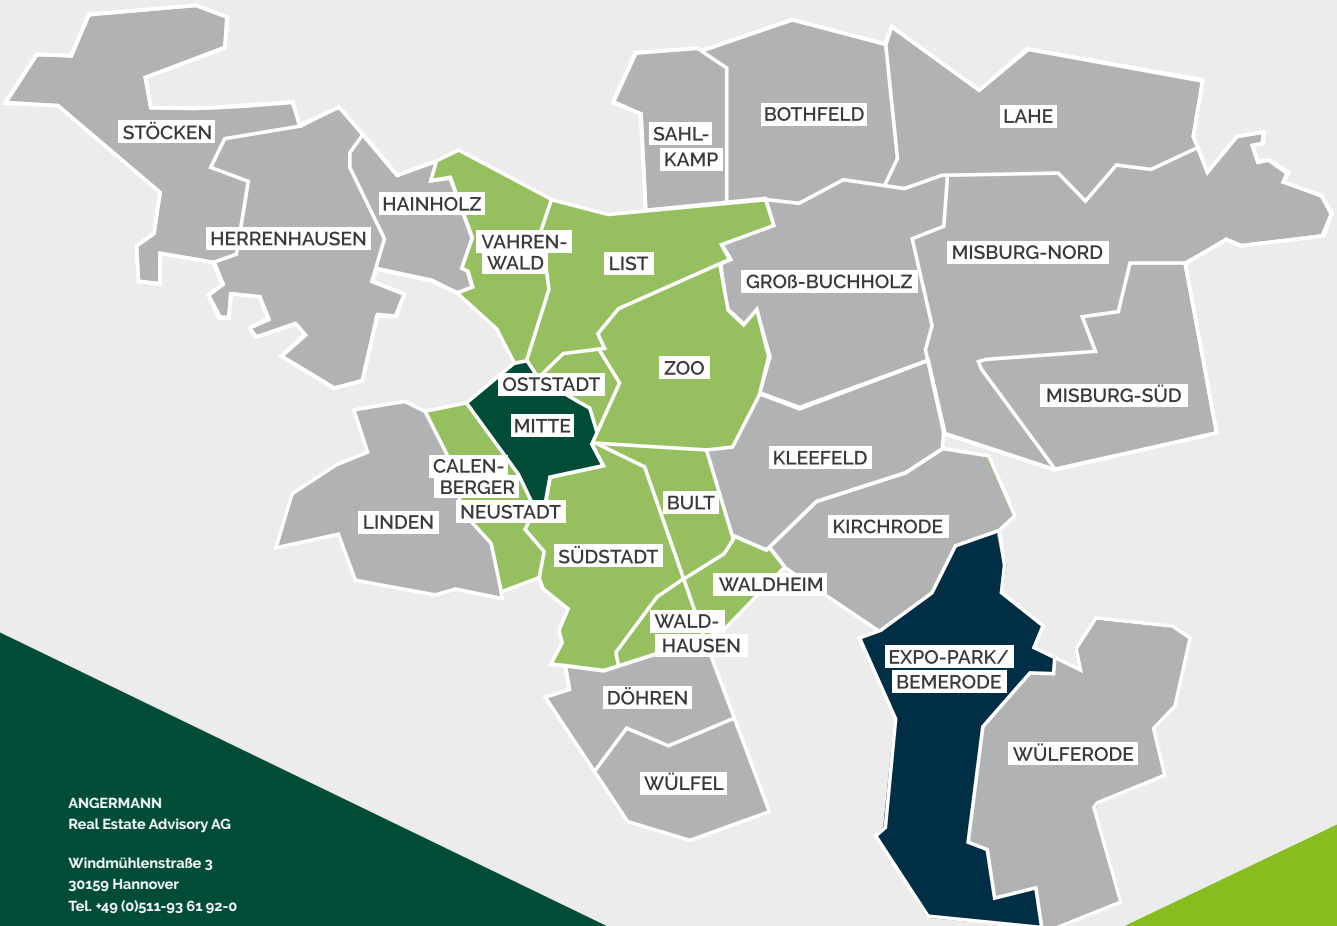 STÖCKEN
HERRENHAUSEN
HAINHOLZ
VAHREN-
WALD
LIST
SAHL-
KAMP
BOTHFELD
LAHE
GROß-BUCHHOLZ
MISBURG-NORD
MISBURG-SÜD
ZOO
OSTSTADT
MITTE
CALEN-
BERGER
NEUSTADT
LINDEN
KLEEFELD
BULT
KIRCHRODE
SÜDSTADT
WALDHEIM
WALD-
HAUSEN
EXPO-PARK/
BEMERODE
DÖHREN
WÜLFERODE
WÜLFEL
ANGERMANN
Real Estate Advisory AG
Windmühlenstraße 3
30159 Hannover
Tel. +49 (0)511-93 61 92-0